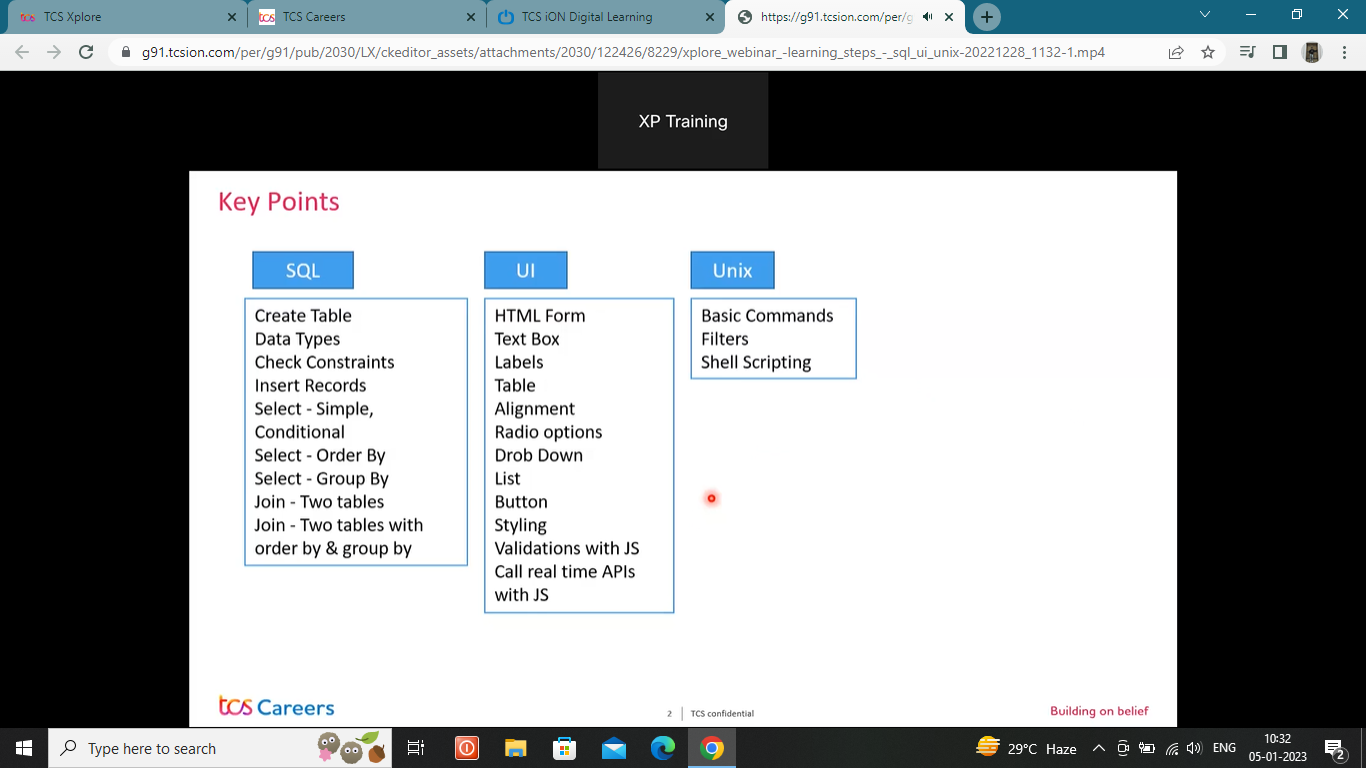 TCS Xplore
TCS Careers
TCS iON Digital Learning
https://g91.tcsion.com/per/g
g91.tcsion.com/per/g91/pub/2030/LX/ckeditor_assets/attachments/2030/122426/8229/xplore_webinar_-learning_steps_-_sql_ui_unix-20221228_1132-1.mp4
XP Training
Key Points
SQL
Create Table
Data Types
Check Constraints
Insert Records
Select - Simple,
Conditional
Select - Order By
Select - Group By
Join - Two tables
Join - Two tables with
order by & group by
UI
HTML Form
Text Box
Labels
Table
Alignment
Radio options
Drob Down
List
Button
Styling
Validations with JS
Call real time APIs
with JS
Unix
Basic Commands
Filters
Shell Scripting
tcs Careers
2 | TCS confidential
Building on belief
Type here to search
29°C Haze
ENG
10:32
05-01-2023
2